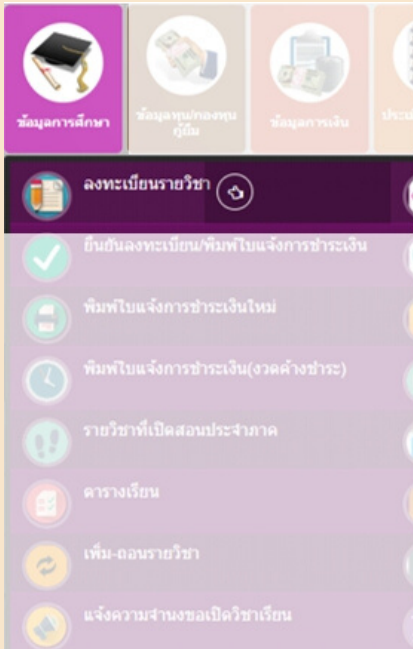 ข้อมูลการศึกษา
ข้อมูลทุน/กองทุน
กู้ยืม
ข้อมูลการเงิน
ลงทะเบียนรายวิชา
ยืนยันลงทะเบียน/พิมพ์ใบแจ้งการชำระเงิน
พิมพ์ใบแจ้งการชำระเงินใหม่
พิมพ์ใบแจ้งการชำระเงิน(งวดค้างชำระ)
รายวิชาที่เปิดสอนประจำภาค
ตารางเรียน
เพิ่ม-ถอนรายวิชา
แจ้งความจำนงขอเปิดวิชาเรียน